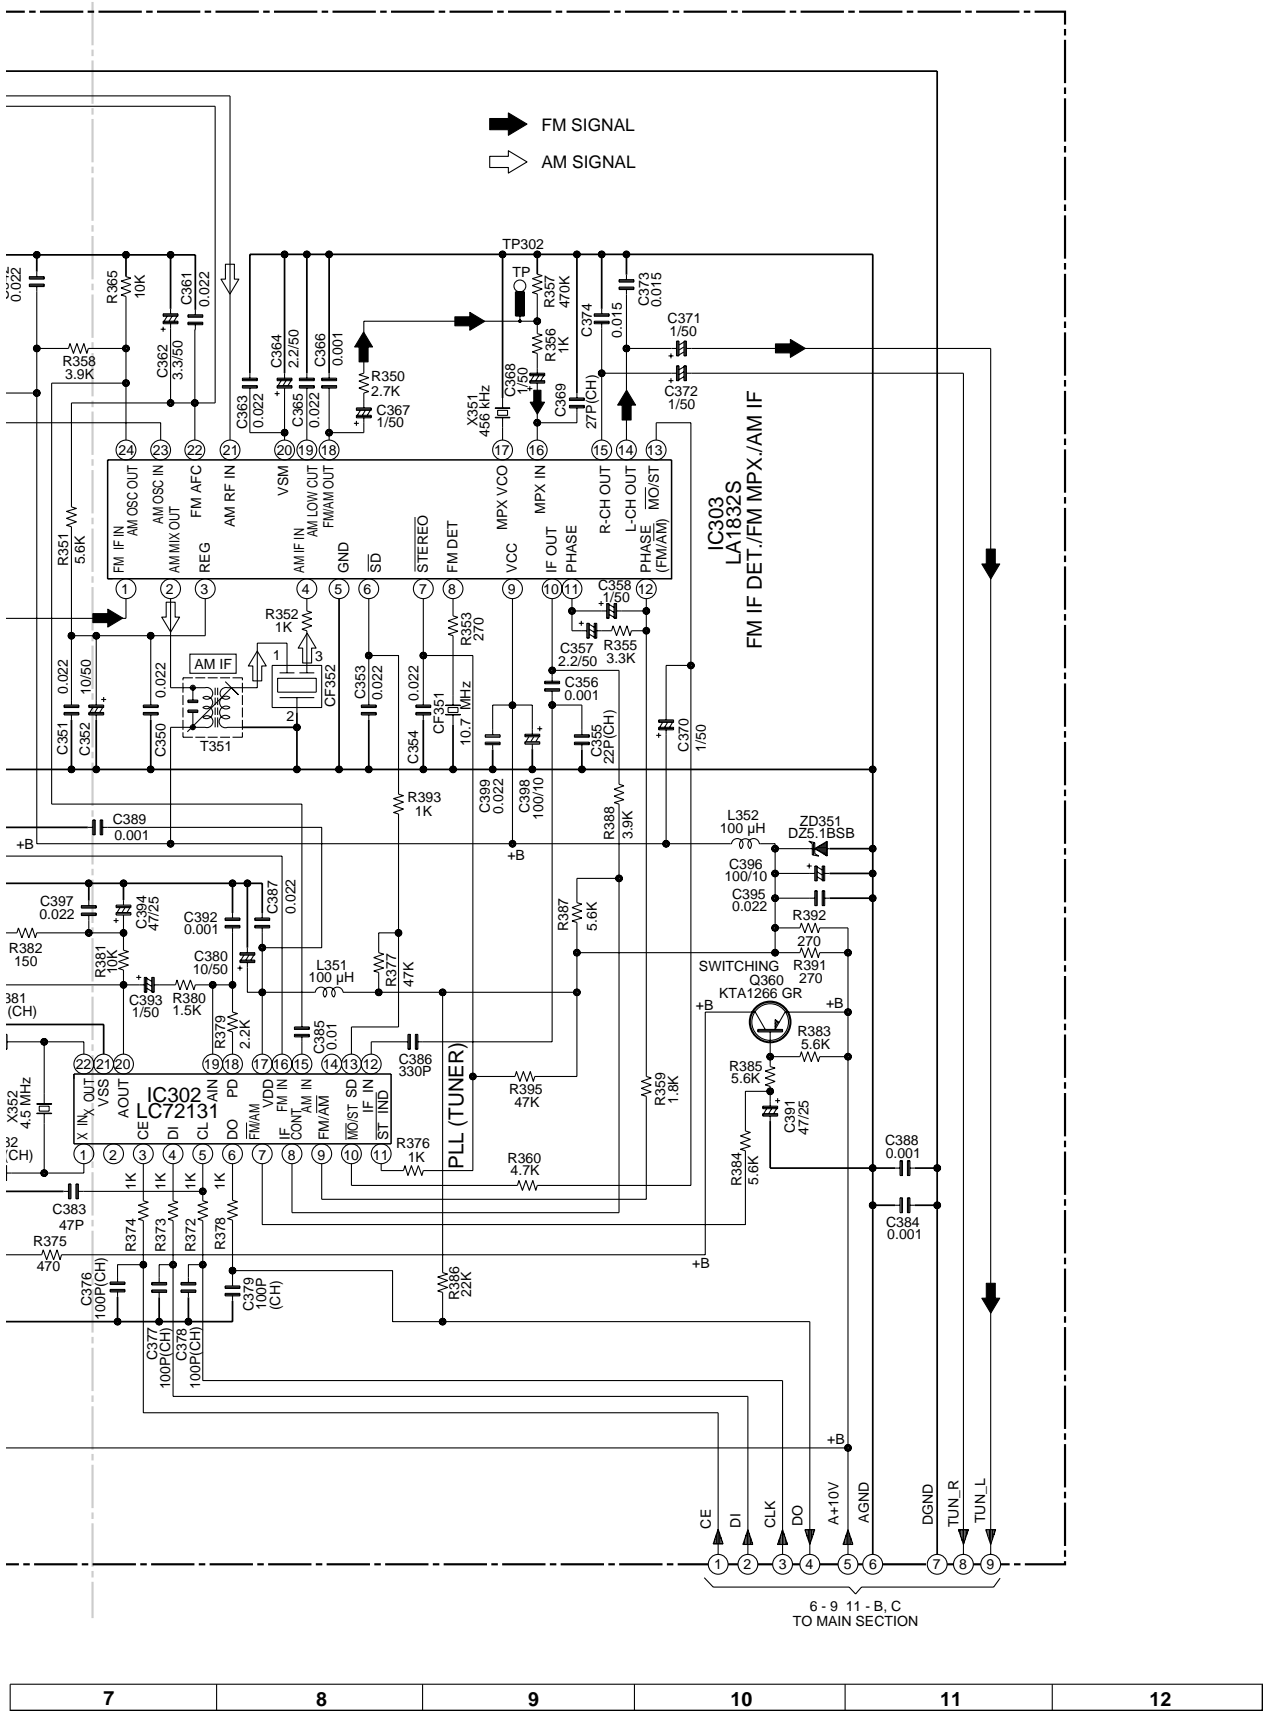 FM SIGNAL
AM SIGNAL
TP302
TP
0.022
R365
10K
C361
0.022
C362
3.3/50
R358
3.9K
C364
2.2/50
C366
0.001
C363
0.022
C365
0.022
R350
2.7K
C367
1/50
R357
470K
R356
1K
C368
1/50
X351
456 kHz
C369
27P(CH)
C374
0.015
C373
0.015
C371
1/50
C372
1/50
24
23
22
21
20
19
18
17
16
15
14
13
AM OSC OUT
AM OSC IN
FM AFC
AM RF IN
VSM
AM LOW CUT
FM/AM OUT
MPX VCO
MPX IN
R-CH OUT
L-CH OUT
MO/ST
FM IF IN
AM MIX OUT
REG
AM IF IN
GND
SD
STEREO
FM DET
VCC
IF OUT
PHASE
PHASE
(FM/AM)
1
2
3
4
5
6
7
8
9
10
11
12
IC303
LA1832S
FM IF DET./FM MPX./AM IF
R351
5.6K
R352
1K
R353
270
C358
1/50
C357
2.2/50
R355
3.3K
AM IF
T351
1
3
2
CF352
C351
0.022
C352
10/50
C350
0.022
C353
0.022
C354
0.022
CF351
10.7 MHz
C356
0.001
C355
22P(CH)
C370
1/50
C399
0.022
C398
100/10
R393
1K
R388
3.9K
C389
0.001
+B
+B
L352
100 µH
ZD351
DZ5.1BSB
C396
100/10
C395
0.022
R392
270
R391
270
C397
0.022
C394
47/25
C392
0.001
C387
0.022
R387
5.6K
R382
150
R381
10K
C380
10/50
L351
100 µH
R377
47K
SWITCHING
Q360
KTA1266 GR
+B
+B
381
(CH)
C393
1/50
R380
1.5K
R379
2.2K
C385
0.01
C386
330P
R383
5.6K
R385
5.6K
R395
47K
R359
1.8K
C391
47/25
22
21
20
19
18
17
16
15
14
13
12
X OUT
VSS
AOUT
AIN
PD
VDD
FM IN
AM IN
SD
IF IN
X IN
CE
DI
CL
DO
FM/AM
IF
CONT
FM/AM
MO/ST
ST IND
IC302
LC72131
PLL (TUNER)
X352
4.5 MHz
32
(CH)
1
2
3
4
5
6
7
8
9
10
11
R376
1K
R360
4.7K
R384
5.6K
C388
0.001
C384
0.001
C383
47P
1K
1K
1K
1K
R374
R373
R372
R378
R375
470
+B
C376
100P(CH)
C377
100P(CH)
C378
100P(CH)
C379
100P
(CH)
R386
22K
+B
CE
DI
CLK
DO
A+10V
AGND
DGND
TUN_R
TUN_L
1
2
3
4
5
6
7
8
9
6 - 9 11 - B, C
TO MAIN SECTION
7
8
9
10
11
12